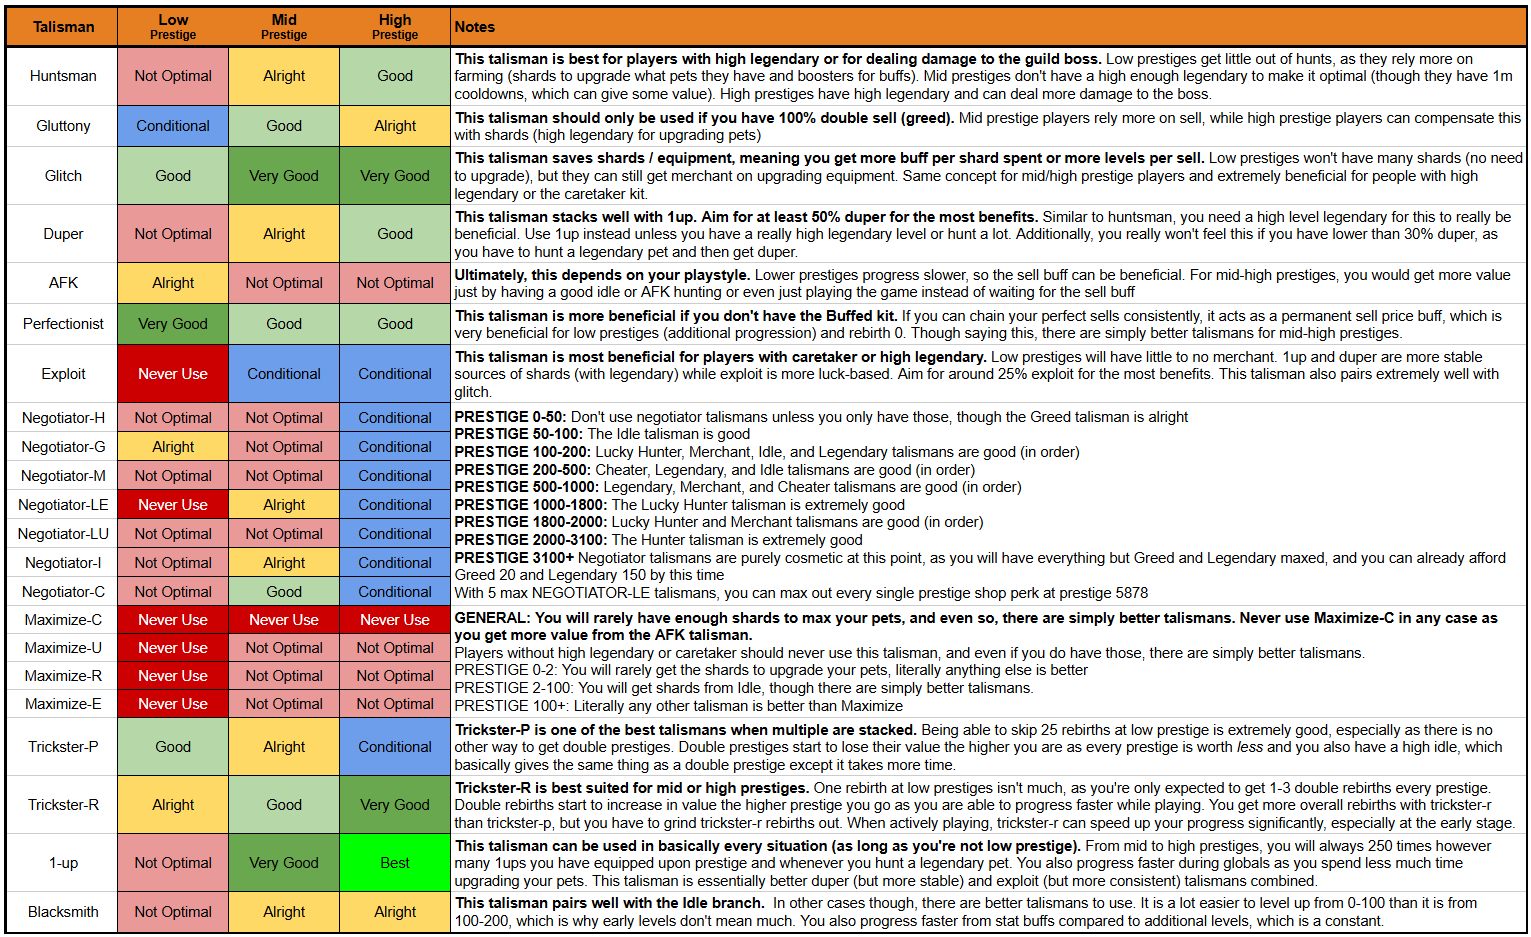 Talisman
Low
Prestige
Mid
Prestige
High
Prestige
Notes
Huntsman
Not Optimal
Alright
Good
This talisman is best for players with high legendary or for dealing damage to the guild boss. Low prestiges get little out of hunts, as they rely more on
farming (shards to upgrade what pets they have and boosters for buffs). Mid prestiges don't have a high enough legendary to make it optimal (though they have 1m
cooldowns, which can give some value). High prestiges have high legendary and can deal more damage to the boss.
Gluttony
Conditional
Good
Alright
This talisman should only be used if you have 100% double sell (greed). Mid prestige players rely more on sell, while high prestige players can compensate this
with shards (high legendary for upgrading pets)
Glitch
Good
Very Good
Very Good
This talisman saves shards / equipment, meaning you get more buff per shard spent or more levels per sell. Low prestiges won't have many shards (no need
to upgrade), but they can still get merchant on upgrading equipment. Same concept for mid/high prestige players and extremely beneficial for people with high
legendary or the caretaker kit.
Duper
Not Optimal
Alright
Good
This talisman stacks well with 1up. Aim for at least 50% duper for the most benefits. Similar to huntsman, you need a high level legendary for this to really be
beneficial. Use 1up instead unless you have a really high legendary level or hunt a lot. Additionally, you really won't feel this if you have lower than 30% duper, as
you have to hunt a legendary pet and then get duper.
AFK
Alright
Not Optimal
Not Optimal
Ultimately, this depends on your playstyle. Lower prestiges progress slower, so the sell buff can be beneficial. For mid-high prestiges, you would get more value
just by having a good idle or AFK hunting or even just playing the game instead of waiting for the sell buff
Perfectionist
Very Good
Good
Good
This talisman is more beneficial if you don't have the Buffed kit. If you can chain your perfect sells consistently, it acts as a permanent sell price buff, which is
very beneficial for low prestiges (additional progression) and rebirth 0. Though saying this, there are simply better talismans for mid-high prestiges.
Exploit
Never Use
Conditional
Conditional
This talisman is most beneficial for players with caretaker or high legendary. Low prestiges will have little to no merchant. 1up and duper are more stable
sources of shards (with legendary) while exploit is more luck-based. Aim for around 25% exploit for the most benefits. This talisman also pairs extremely well with
glitch.
Negotiator-H
Not Optimal
Not Optimal
Conditional
Negotiator-G
Alright
Not Optimal
Conditional
Negotiator-M
Not Optimal
Not Optimal
Conditional
Negotiator-LE
Never Use
Alright
Conditional
Negotiator-LU
Not Optimal
Not Optimal
Conditional
Negotiator-I
Not Optimal
Alright
Conditional
Negotiator-C
Not Optimal
Good
Conditional
PRESTIGE 0-50: Don't use negotiator talismans unless you only have those, though the Greed talisman is alright
PRESTIGE 50-100: The Idle talisman is good
PRESTIGE 100-200: Lucky Hunter, Merchant, Idle, and Legendary talismans are good (in order)
PRESTIGE 200-500: Cheater, Legendary, and Idle talismans are good (in order)
PRESTIGE 500-1000: Legendary, Merchant, and Cheater talismans are good (in order)
PRESTIGE 1000-1800: The Lucky Hunter talisman is extremely good
PRESTIGE 1800-2000: Lucky Hunter and Merchant talismans are good (in order)
PRESTIGE 2000-3100: The Hunter talisman is extremely good
PRESTIGE 3100+ Negotiator talismans are purely cosmetic at this point, as you will have everything but Greed and Legendary maxed, and you can already afford
Greed 20 and Legendary 150 by this time
With 5 max NEGOTIATOR-LE talismans, you can max out every single prestige shop perk at prestige 5878
Maximize-C
Never Use
Never Use
Never Use
Maximize-U
Never Use
Not Optimal
Not Optimal
Maximize-R
Never Use
Not Optimal
Not Optimal
Maximize-E
Never Use
Not Optimal
Not Optimal
GENERAL: You will rarely have enough shards to max your pets, and even so, there are simply better talismans. Never use Maximize-C in any case as
you get more value from the AFK talisman.
Players without high legendary or caretaker should never use this talisman, and even if you do have those, there are simply better talismans.
PRESTIGE 0-2: You will rarely get the shards to upgrade your pets, literally anything else is better
PRESTIGE 2-100: You will get shards from Idle, though there are simply better talismans.
PRESTIGE 100+: Literally any other talisman is better than Maximize
Trickster-P
Good
Alright
Conditional
Trickster-P is one of the best talismans when multiple are stacked. Being able to skip 25 rebirths at low prestige is extremely good, especially as there is no
other way to get double prestiges. Double prestiges start to lose their value the higher you are as every prestige is worth less and you also have a high idle, which
basically gives the same thing as a double prestige except it takes more time.
Trickster-R
Alright
Good
Very Good
Trickster-R is best suited for mid or high prestiges. One rebirth at low prestiges isn't much, as you're only expected to get 1-3 double rebirths every prestige.
Double rebirths start to increase in value the higher prestige you go as you are able to progress faster while playing. You get more overall rebirths with trickster-r
than trickster-p, but you have to grind trickster-r rebirths out. When actively playing, trickster-r can speed up your progress significantly, especially at the early stage.
1-up
Not Optimal
Very Good
Best
This talisman can be used in basically every situation (as long as you're not low prestige). From mid to high prestiges, you will always 250 times however
many 1ups you have equipped upon prestige and whenever you hunt a legendary pet. You also progress faster during globals as you spend less much time
upgrading your pets. This talisman is essentially better duper (but more stable) and exploit (but more consistent) talismans combined.
Blacksmith
Not Optimal
Alright
Alright
This talisman pairs well with the Idle branch. In other cases though, there are better talismans to use. It is a lot easier to level up from 0-100 than it is from
100-200, which is why early levels don't mean much. You also progress faster from stat buffs compared to additional levels, which is a constant.